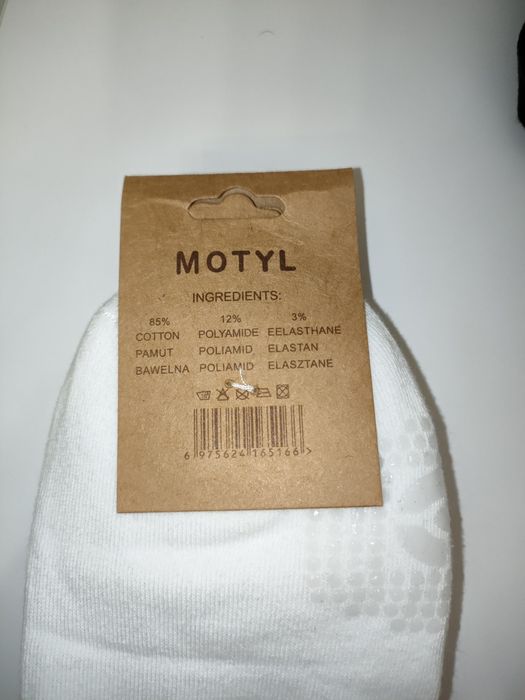 MOTYL
INGREDIENTS:
85% 12% 3%
COTTON POLYAMIDE EELASTHANE
PAMUT POLIAMID ELASTAN
BAWELNA POLIAMID ELASZTANE
6 975624 165166 >